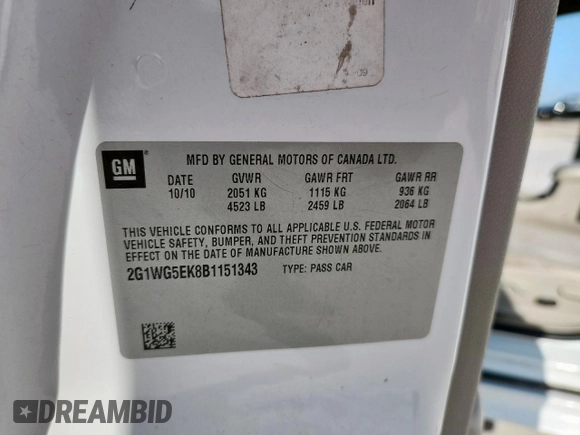 GM
MFD BY GENERAL MOTORS OF CANADA LTD.
DATE GVWR GAWR FRT GAWR RR
10/10 2051 KG 1115 KG 936 KG
4523 LB 2459 LB 2064 LB
THIS VEHICLE CONFORMS TO ALL APPLICABLE U.S. FEDERAL MOTOR
VEHICLE SAFETY, BUMPER, AND THEFT PREVENTION STANDARDS IN
EFFECT ON THE DATE OF MANUFACTURE SHOWN ABOVE.
2G1WG5EK8B1151343 TYPE: PASS CAR
DREAMBID